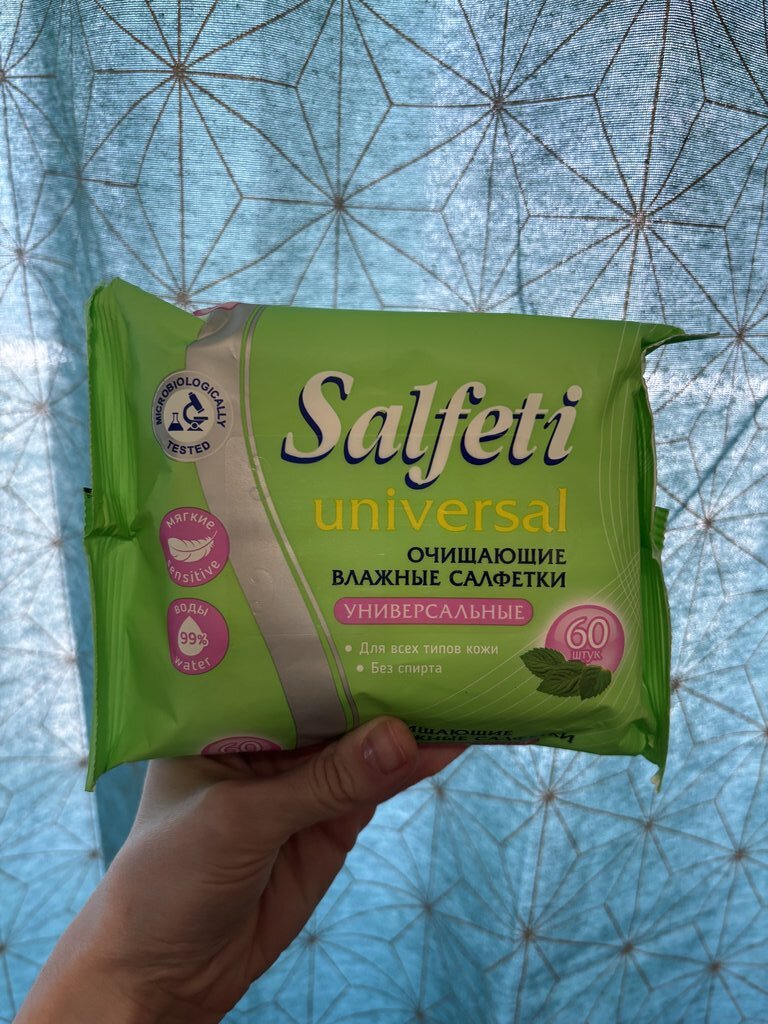 MICROBIOLOGICALLY
TESTED
Salfeti
universal
ОЧИЩАЮЩИЕ
ВЛАЖНЫЕ САЛФЕТКИ
УНИВЕРСАЛЬНЫЕ
• Для всех типов кожи
• Без спирта
60
штук
мягкие
sensitive
воды
99%
water
60